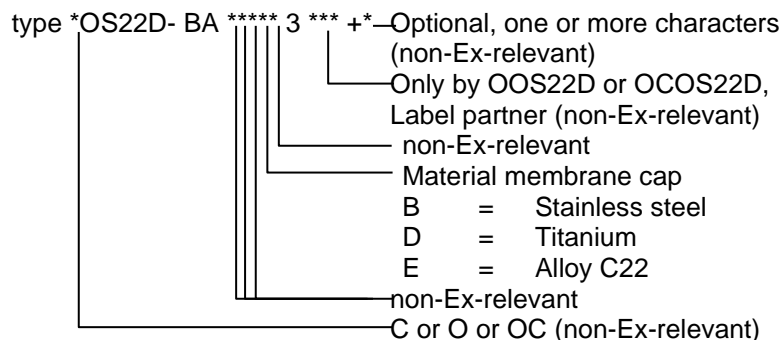 type *OS22D- BA ***** 3 *** +* Optional, one or more characters
(non-Ex-relevant)
Only by OOS22D or OCOS22D,
Label partner (non-Ex-relevant)
non-Ex-relevant
Material membrane cap
B = Stainless steel
D = Titanium
E = Alloy C22
non-Ex-relevant
C or O or OC (non-Ex-relevant)